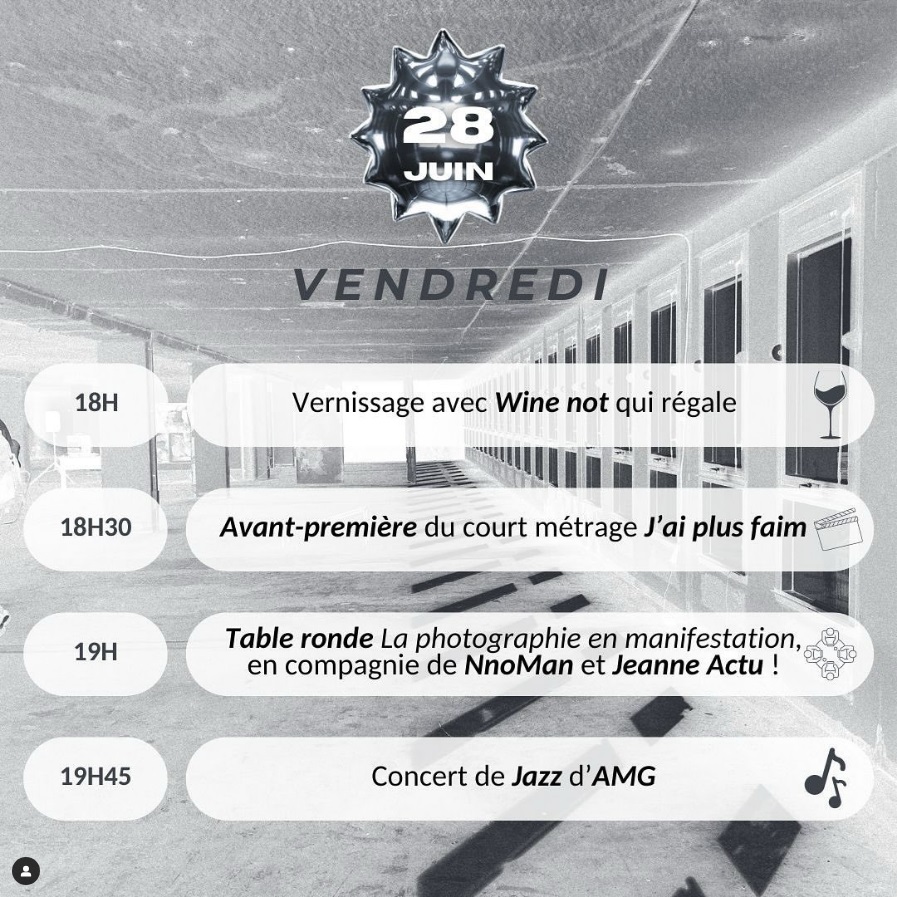 28
JUIN
VENDREDI
18H
Vernissage avec Wine not qui régale
18H30
Avant-première du court métrage J'ai plus faim
19H
Table ronde La photographie en manifestation,
en compagnie de NnoMan et Jeanne Actu !
19H45
Concert de Jazz d'AMG